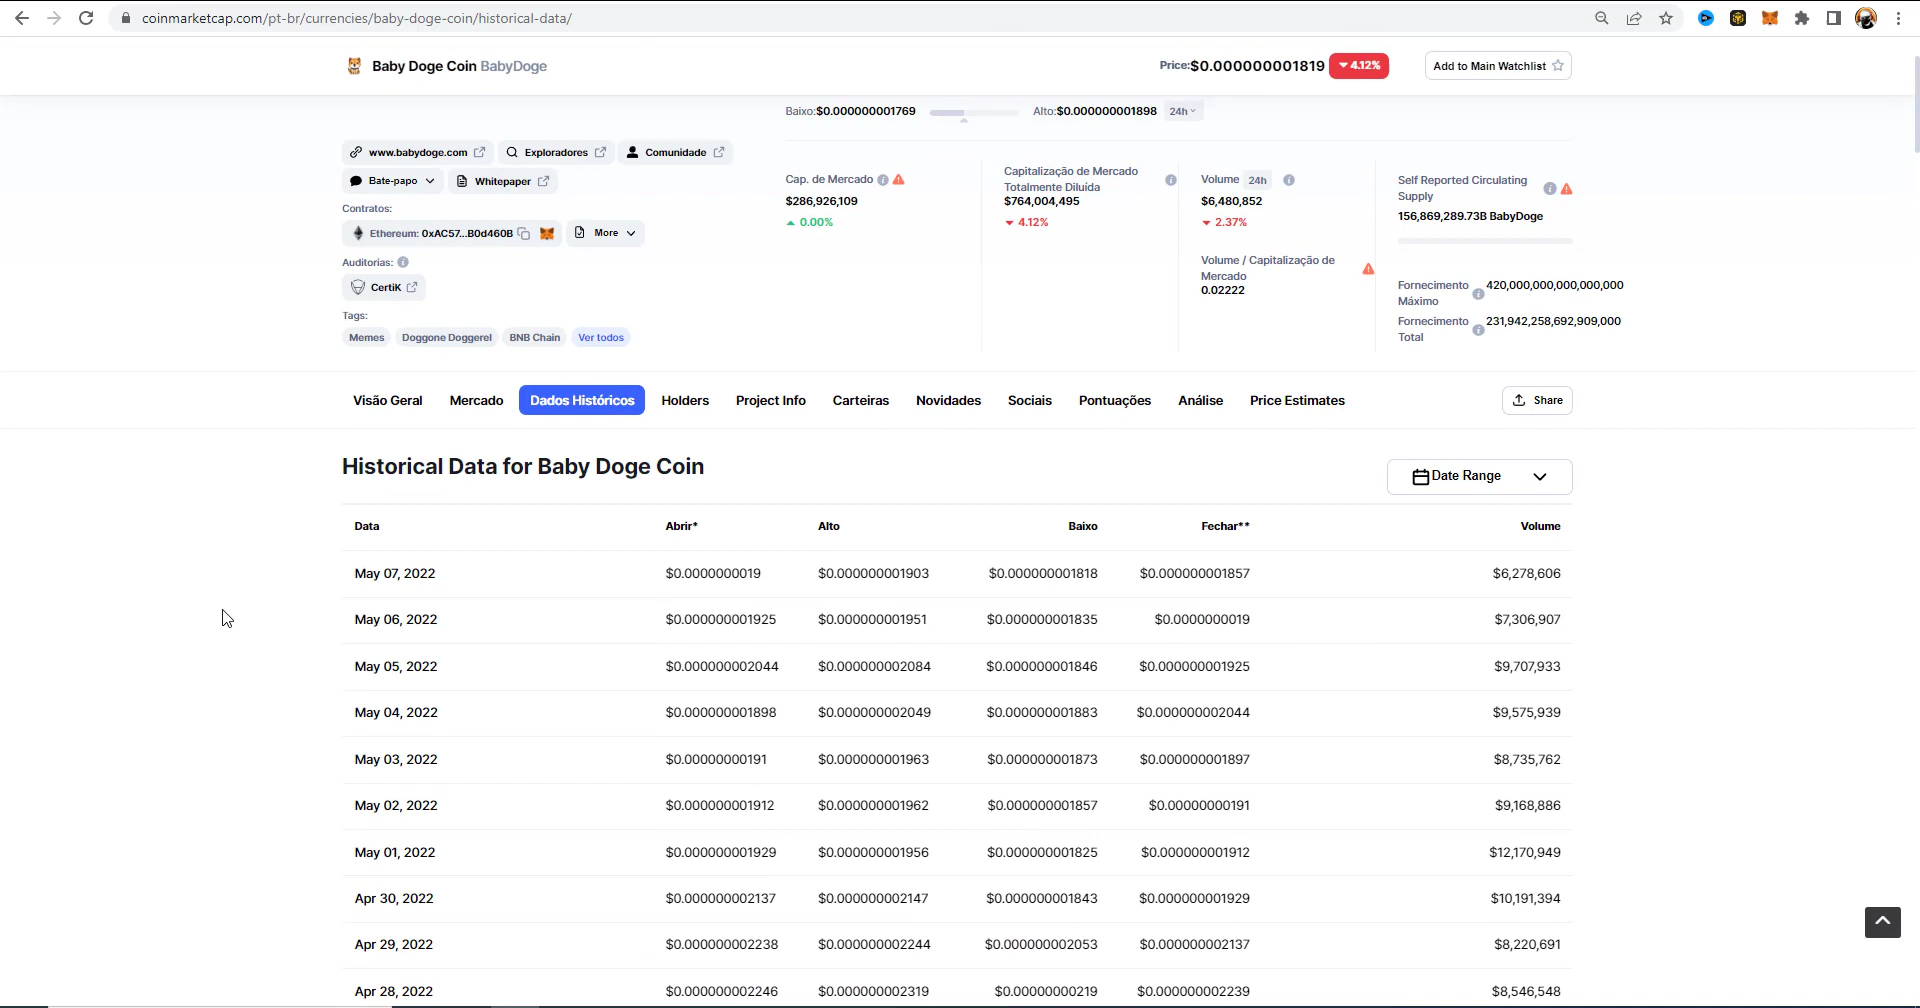 coinmarketcap.com/pt-br/currencies/baby-doge-coin/historical-data/
Baby Doge Coin BabyDoge
Price:$0.000000001819 4.12%
Add to Main Watchlist
Baixo:$0.000000001769
Alto:$0.000000001898
24h
www.babydoge.com
Exploradores
Comunidade
Bate-papo
Whitepaper
Contratos:
Ethereum: 0xAC57...B0d460B
More
Auditorias:
CertiK
Tags:
Memes
Doggone Doggerel
BNB Chain
Ver todos
Cap. de Mercado
$286,926,109
0.00%
Capitalização de Mercado
Totalmente Diluída
$764,004,495
4.12%
Volume 24h
$6,480,852
2.37%
Volume / Capitalização de
Mercado
0.02222
Self Reported Circulating
Supply
156,869,289.73B BabyDoge
Fornecimento
Máximo
420,000,000,000,000,000
Fornecimento
Total
231,942,258,692,909,000
Visão Geral
Mercado
Dados Históricos
Holders
Project Info
Carteiras
Novidades
Sociais
Pontuações
Análise
Price Estimates
Share
Historical Data for Baby Doge Coin
Date Range
Data Abrir* Alto Baixo Fechar** Volume
May 07, 2022 $0.0000000019 $0.000000001903 $0.000000001818 $0.000000001857 $6,278,606
May 06, 2022 $0.000000001925 $0.000000001951 $0.000000001835 $0.0000000019 $7,306,907
May 05, 2022 $0.000000002044 $0.000000002084 $0.000000001846 $0.000000001925 $9,707,933
May 04, 2022 $0.000000001898 $0.000000002049 $0.000000001883 $0.000000002044 $9,575,939
May 03, 2022 $0.00000000191 $0.000000001963 $0.000000001873 $0.000000001897 $8,735,762
May 02, 2022 $0.000000001912 $0.000000001962 $0.000000001857 $0.00000000191 $9,168,886
May 01, 2022 $0.000000001929 $0.000000001956 $0.000000001825 $0.000000001912 $12,170,949
Apr 30, 2022 $0.000000002137 $0.000000002147 $0.000000001843 $0.000000001929 $10,191,394
Apr 29, 2022 $0.000000002238 $0.000000002244 $0.000000002053 $0.000000002137 $8,220,691
Apr 28, 2022 $0.000000002246 $0.000000002319 $0.00000000219 $0.000000002239 $8,546,548